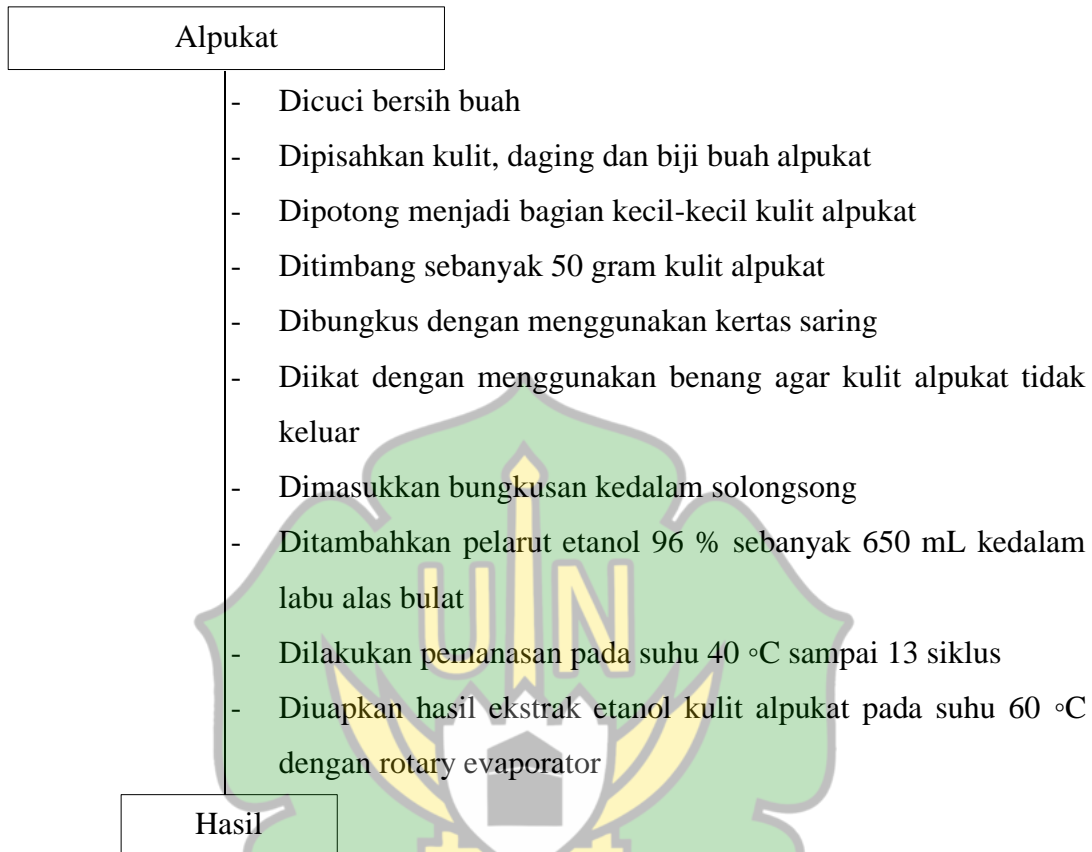 Alpukat
- Dicuci bersih buah
- Dipisahkan kulit, daging dan biji buah alpukat
- Dipotong menjadi bagian kecil-kecil kulit alpukat
- Ditimbang sebanyak 50 gram kulit alpukat
- Dibungkus dengan menggunakan kertas saring
- Diikat dengan menggunakan benang agar kulit alpukat tidak
keluar
- Dimasukkan bungkusan kedalam solongsong
- Ditambahkan pelarut etanol 96 % sebanyak 650 mL kedalam
labu alas bulat
UIN
- Dilakukan pemanasan pada suhu 40 ◦C sampai 13 siklus
- Diuapkan hasil ekstrak etanol kulit alpukat pada suhu 60 ◦C
dengan rotary evaporator
Hasil